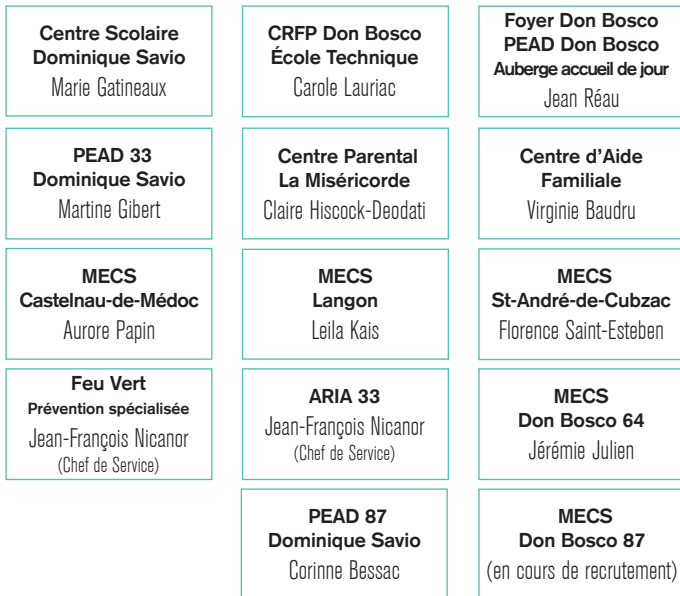 Centre Scolaire
Dominique Savio
Marie Gatineaux
CRFP Don Bosco
École Technique
Carole Lauriac
Foyer Don Bosco
PEAD Don Bosco
Auberge accueil de jour
Jean Réau
PEAD 33
Dominique Savio
Martine Gibert
Centre Parental
La Miséricorde
Claire Hiscock-Deodati
Centre d'Aide
Familiale
Virginie Baudru
MECS
Castelnau-de-Médoc
Aurore Papin
MECS
Langon
Leila Kais
MECS
St-André-de-Cubzac
Florence Saint-Esteben
Feu Vert
Prévention spécialisée
Jean-François Nicanor
(Chef de Service)
ARIA 33
Jean-François Nicanor
(Chef de Service)
MECS
Don Bosco 64
Jérémie Julien
PEAD 87
Dominique Savio
Corinne Bessac
MECS
Don Bosco 87
(en cours de recrutement)